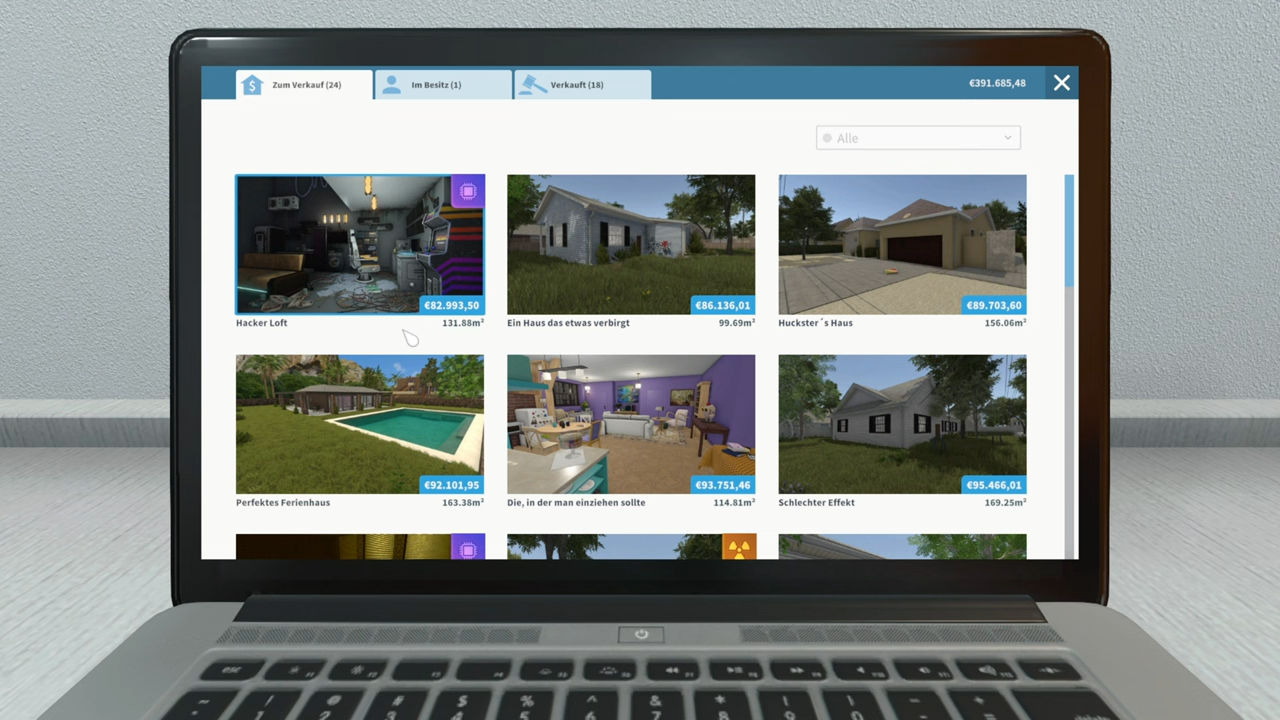 Zum Verkauf (24)
Im Besitz (1)
Verkauft (18)
€391.685,48
Alle
€82.993,50
€86.136,01
€89.703,60
Hacker Loft
131.88m²
Ein Haus das etwas verbirgt
99.69m²
Huckster´s Haus
156.06m²
€92.101,95
€93.751,46
€95.466,01
Perfektes Ferienhaus
163.38m²
Die, in der man einziehen sollte
114.81m²
Schlechter Effekt
169.25m²
esc